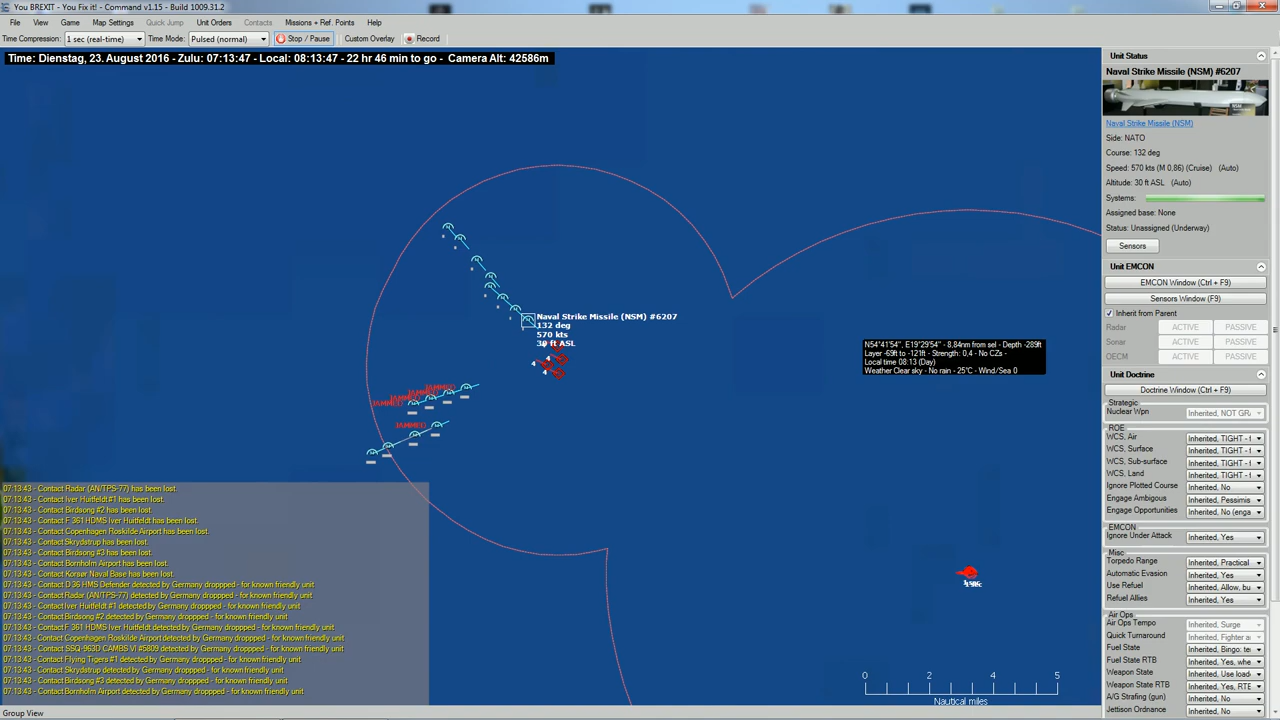 You BREXIT - You Fix it! - Command v1.15 - Build 1009.31.2
File View Game Map Settings Quick Jump Unit Orders Contacts Missions + Ref. Points Help
Time Compression: 1 sec (real-time) Time Mode: Pulsed (normal) Stop / Pause Custom Overlay Record
Time: Dienstag, 23. August 2016 - Zulu: 07:13:47 - Local: 08:13:47 - 22 hr 46 min to go - Camera Alt: 42586m
Naval Strike Missile (NSM) #6207
132 deg
570 kts
30 ft ASL
4
4
4
N54°41'54", E19°29'54" - 8,84nm from sel - Depth -289ft
Layer -69ft to -121ft - Strength: 0,4 - No CZs -
Local time 08:13 (Day)
Weather Clear sky - No rain - 25°C - Wind/Sea 0
JAMMED
JAMMED
0 2 4 5
Nautical miles
07:13:43 - Contact Radar (AN/TPS-77) has been lost.
07:13:43 - Contact Iver Huitfeldt #1 has been lost.
07:13:43 - Contact Birdsong #2 has been lost.
07:13:43 - Contact F 361 HDMS Iver Huitfeldt has been lost.
07:13:43 - Contact Copenhagen Roskilde Airport has been lost.
07:13:43 - Contact Skrydstrup has been lost.
07:13:43 - Contact Birdsong #3 has been lost.
07:13:43 - Contact Bornholm Airport has been lost.
07:13:43 - Contact Korsør Naval Base has been lost.
07:13:43 - Contact D 36 HMS Defender detected by Germany droppped - for known friendly unit
07:13:43 - Contact Radar (AN/TPS-77) detected by Germany droppped - for known friendly unit
07:13:43 - Contact Iver Huitfeldt #1 detected by Germany droppped - for known friendly unit
07:13:43 - Contact Birdsong #2 detected by Germany droppped - for known friendly unit
07:13:43 - Contact F 361 HDMS Iver Huitfeldt detected by Germany droppped - for known friendly unit
07:13:43 - Contact Copenhagen Roskilde Airport detected by Germany droppped - for known friendly unit
07:13:43 - Contact SSQ-963D CAMBS VI #5809 detected by Germany droppped - for known friendly unit
07:13:43 - Contact Flying Tigers #1 detected by Germany droppped - for known friendly unit
07:13:43 - Contact Skrydstrup detected by Germany droppped - for known friendly unit
07:13:43 - Contact Birdsong #3 detected by Germany droppped - for known friendly unit
07:13:43 - Contact Bornholm Airport detected by Germany droppped - for known friendly unit
Group View
Unit Status
Naval Strike Missile (NSM) #6207
NSM
Naval Strike Missile (NSM)
Side: NATO
Course: 132 deg
Speed: 570 kts (M 0,86) (Cruise) (Auto)
Altitude: 30 ft ASL (Auto)
Systems:
Assigned base: None
Status: Unassigned (Underway)
Sensors
Unit EMCON
EMCON Window (Ctrl + F9)
Sensors Window (F9)
Inherit from Parent
Radar ACTIVE PASSIVE
Sonar ACTIVE PASSIVE
OECM ACTIVE PASSIVE
Unit Doctrine
Doctrine Window (Ctrl + F9)
Strategic
Nuclear Wpn Inherited, NOT GR
ROE
WCS, Air Inherited, TIGHT -
WCS, Surface Inherited, TIGHT -
WCS, Sub-surface Inherited, TIGHT -
WCS, Land Inherited, TIGHT -
Ignore Plotted Course Inherited, No
Engage Ambiguous Inherited, Pessimis
Engage Opportunities Inherited, No (enga
EMCON
Ignore Under Attack Inherited, Yes
Misc
Torpedo Range Inherited, Practical
Automatic Evasion Inherited, Yes
Use Refuel Inherited, Allow, bu
Refuel Allies Inherited, Yes
Air Ops
Air Ops Tempo Inherited, Surge
Quick Turnaround Inherited, Fighter a
Fuel State Inherited, Bingo: te
Fuel State RTB Inherited, Yes, whe
Weapon State Inherited, Use load
Weapon State RTB Inherited, Yes, RTE
A/G Strafing (gun) Inherited, No
Jettison Ordnance Inherited, No